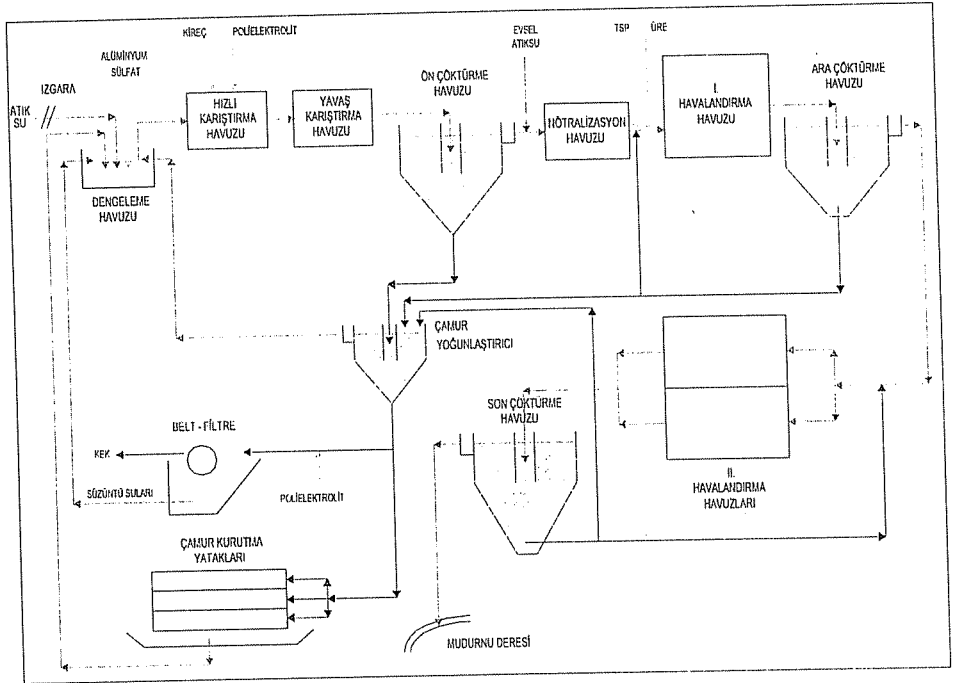 KİREÇ
POLİELEKTROLİT
ALÜMİNYUM
SÜLFAT
IZGARA
ATIK
SU
HIZLI
KARIŞTIRMA
HAVUZU
YAVAŞ
KARIŞTIRMA
HAVUZU
ÖN ÇÖKTÜRME
HAVUZU
EVSEL
ATIKSU
NÖTRALİZASYON
HAVUZU
TSP
ÜRE
I.
HAVALANDIRMA
HAVUZU
ARA ÇÖKTÜRME
HAVUZU
DENGELEME
HAVUZU
ÇAMUR
YOĞUNLAŞTIRICI
SON ÇÖKTÜRME
HAVUZU
II.
HAVALANDIRMA
HAVUZLARI
BELT - FİLTRE
KEK
SÜZÜNTÜ SULARI
POLİELEKTROLİT
ÇAMUR KURUTMA
YATAKLARI
MUDURNU DERESİ